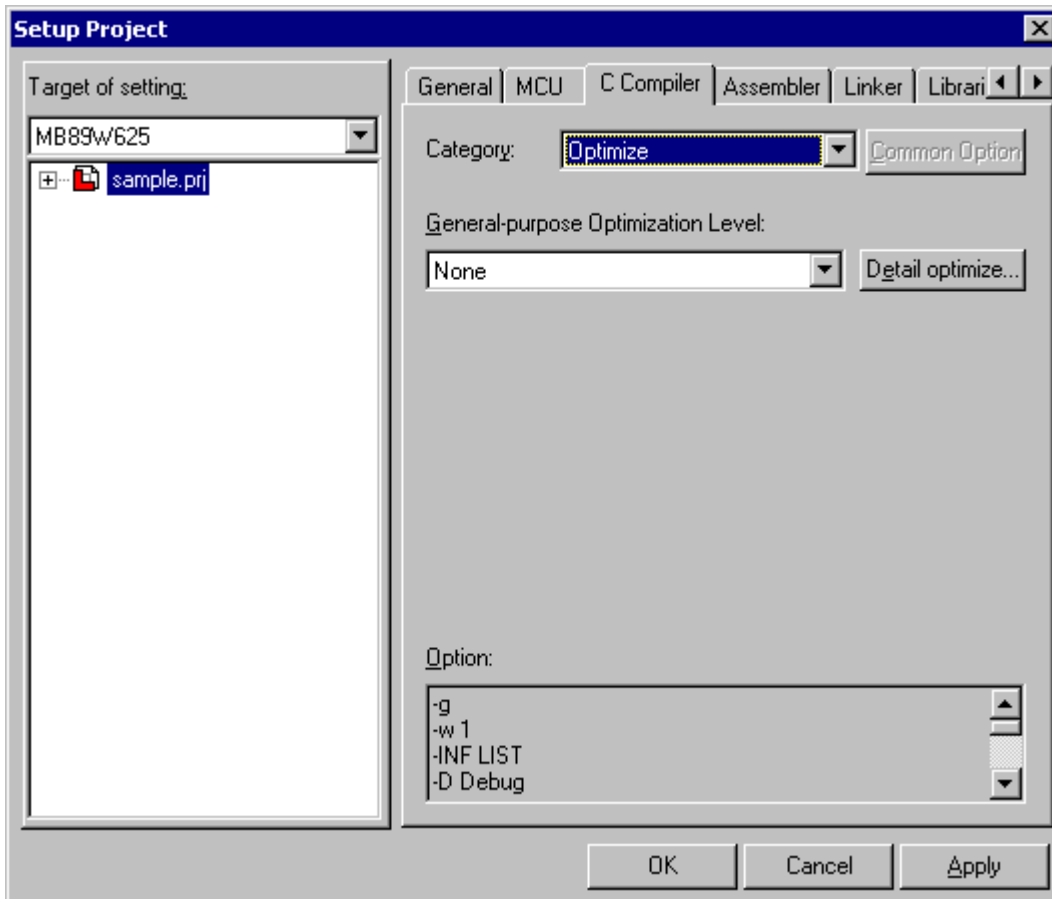 Setup Project
Target of setting:
MB89W625
sample.prj
General MCU C Compiler Assembler Linker Librari
Category: Optimize Common Option
General-purpose Optimization Level:
None Detail optimize...
Option:
-g
-w 1
-INF LIST
-D Debug
OK Cancel Apply